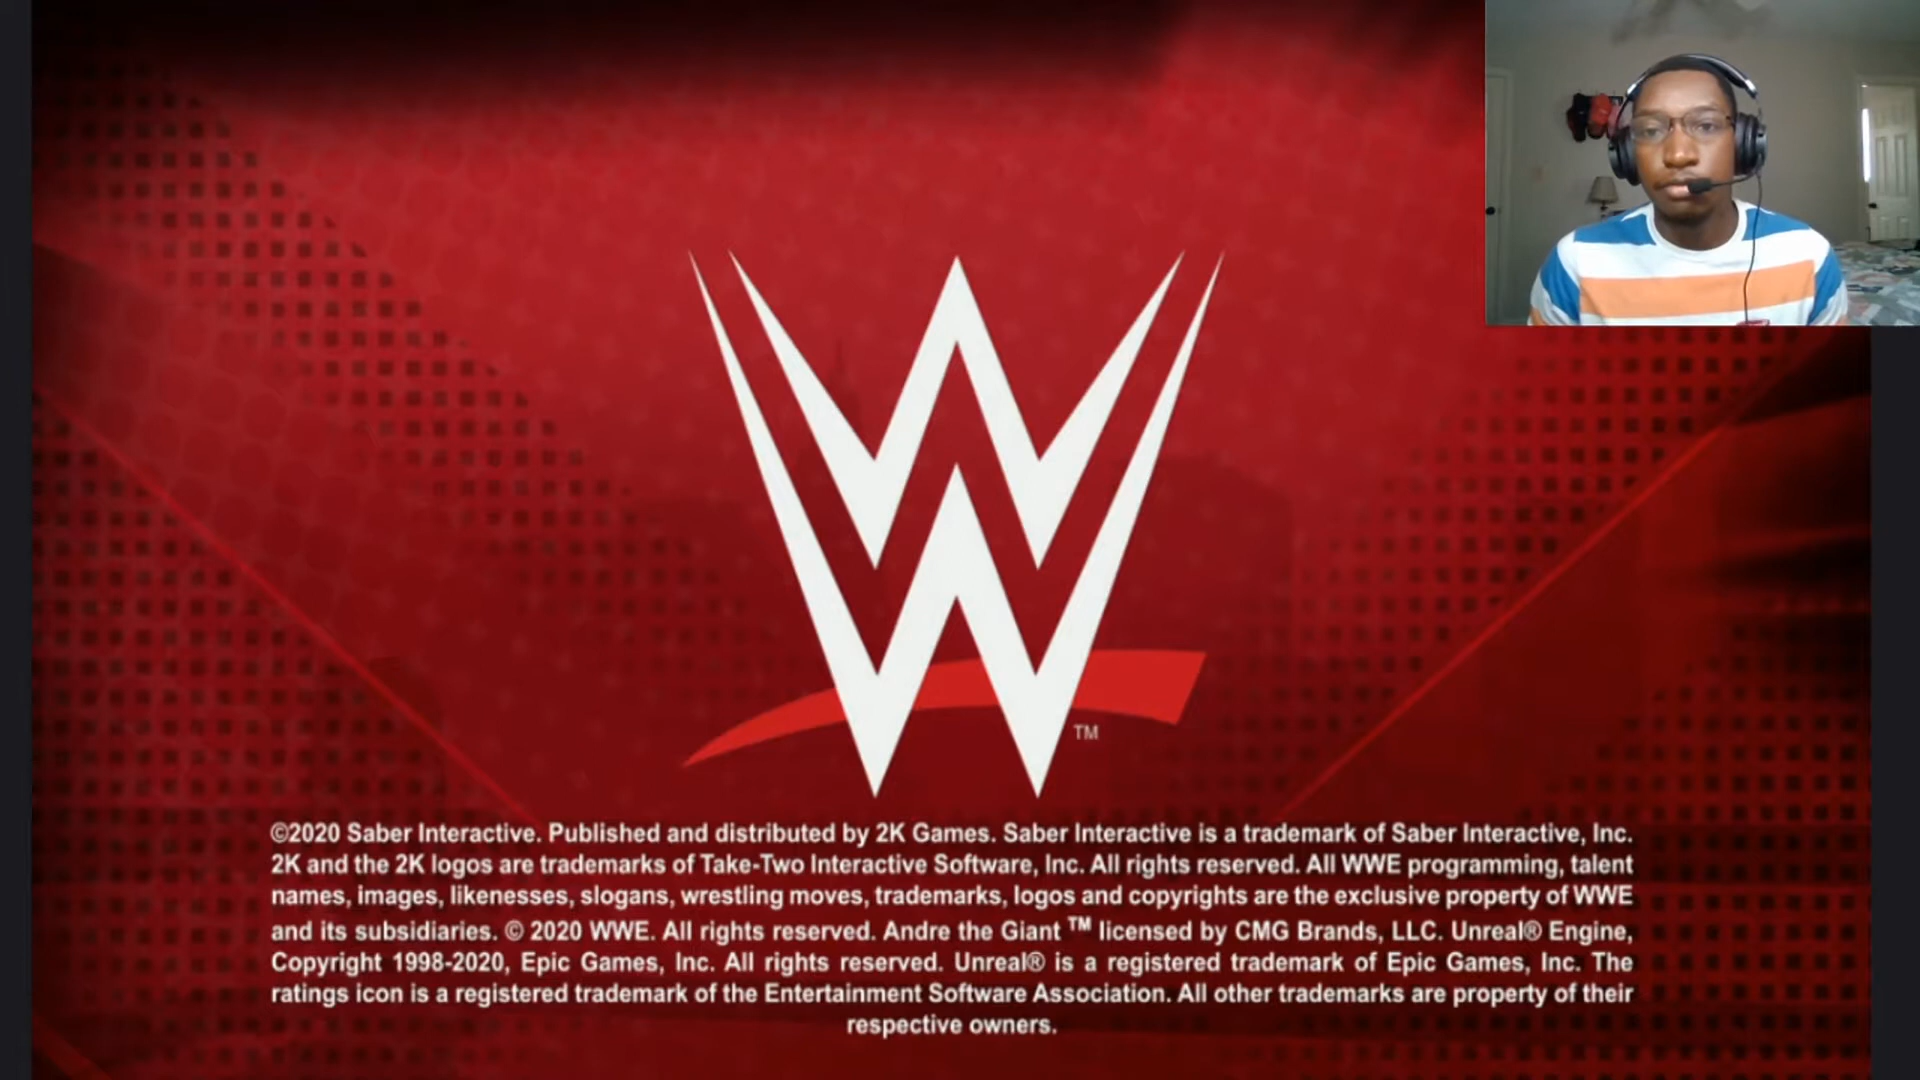 W
TM
©2020 Saber Interactive. Published and distributed by 2K Games. Saber Interactive is a trademark of Saber Interactive, Inc.
2K and the 2K logos are trademarks of Take-Two Interactive Software, Inc. All rights reserved. All WWE programming, talent
names, images, likenesses, slogans, wrestling moves, trademarks, logos and copyrights are the exclusive property of WWE
and its subsidiaries. © 2020 WWE. All rights reserved. Andre the Giant ™ licensed by CMG Brands, LLC. Unreal® Engine,
Copyright 1998-2020, Epic Games, Inc. All rights reserved. Unreal® is a registered trademark of Epic Games, Inc. The
ratings icon is a registered trademark of the Entertainment Software Association. All other trademarks are property of their
respective owners.